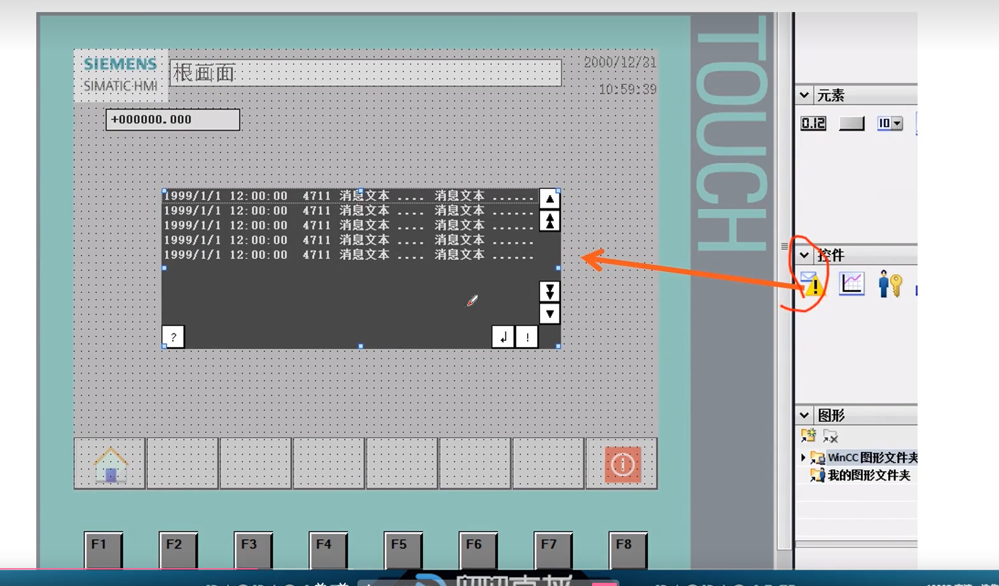 SIEMENS
SIMATIC HMI
根画面
2000/12/31
10:59:39
TOUCH
+000000.000
元素
0.12
10
1999/1/1 12:00:00 4711 消息文本 .... 消息文本 ......
1999/1/1 12:00:00 4711 消息文本 .... 消息文本 ......
1999/1/1 12:00:00 4711 消息文本 .... 消息文本 ......
1999/1/1 12:00:00 4711 消息文本 .... 消息文本 ......
1999/1/1 12:00:00 4711 消息文本 .... 消息文本 ......
控件
? !
图形
WinCC 图形文件夹
我的图形文件夹
F1 F2 F3 F4 F5 F6 F7 F8